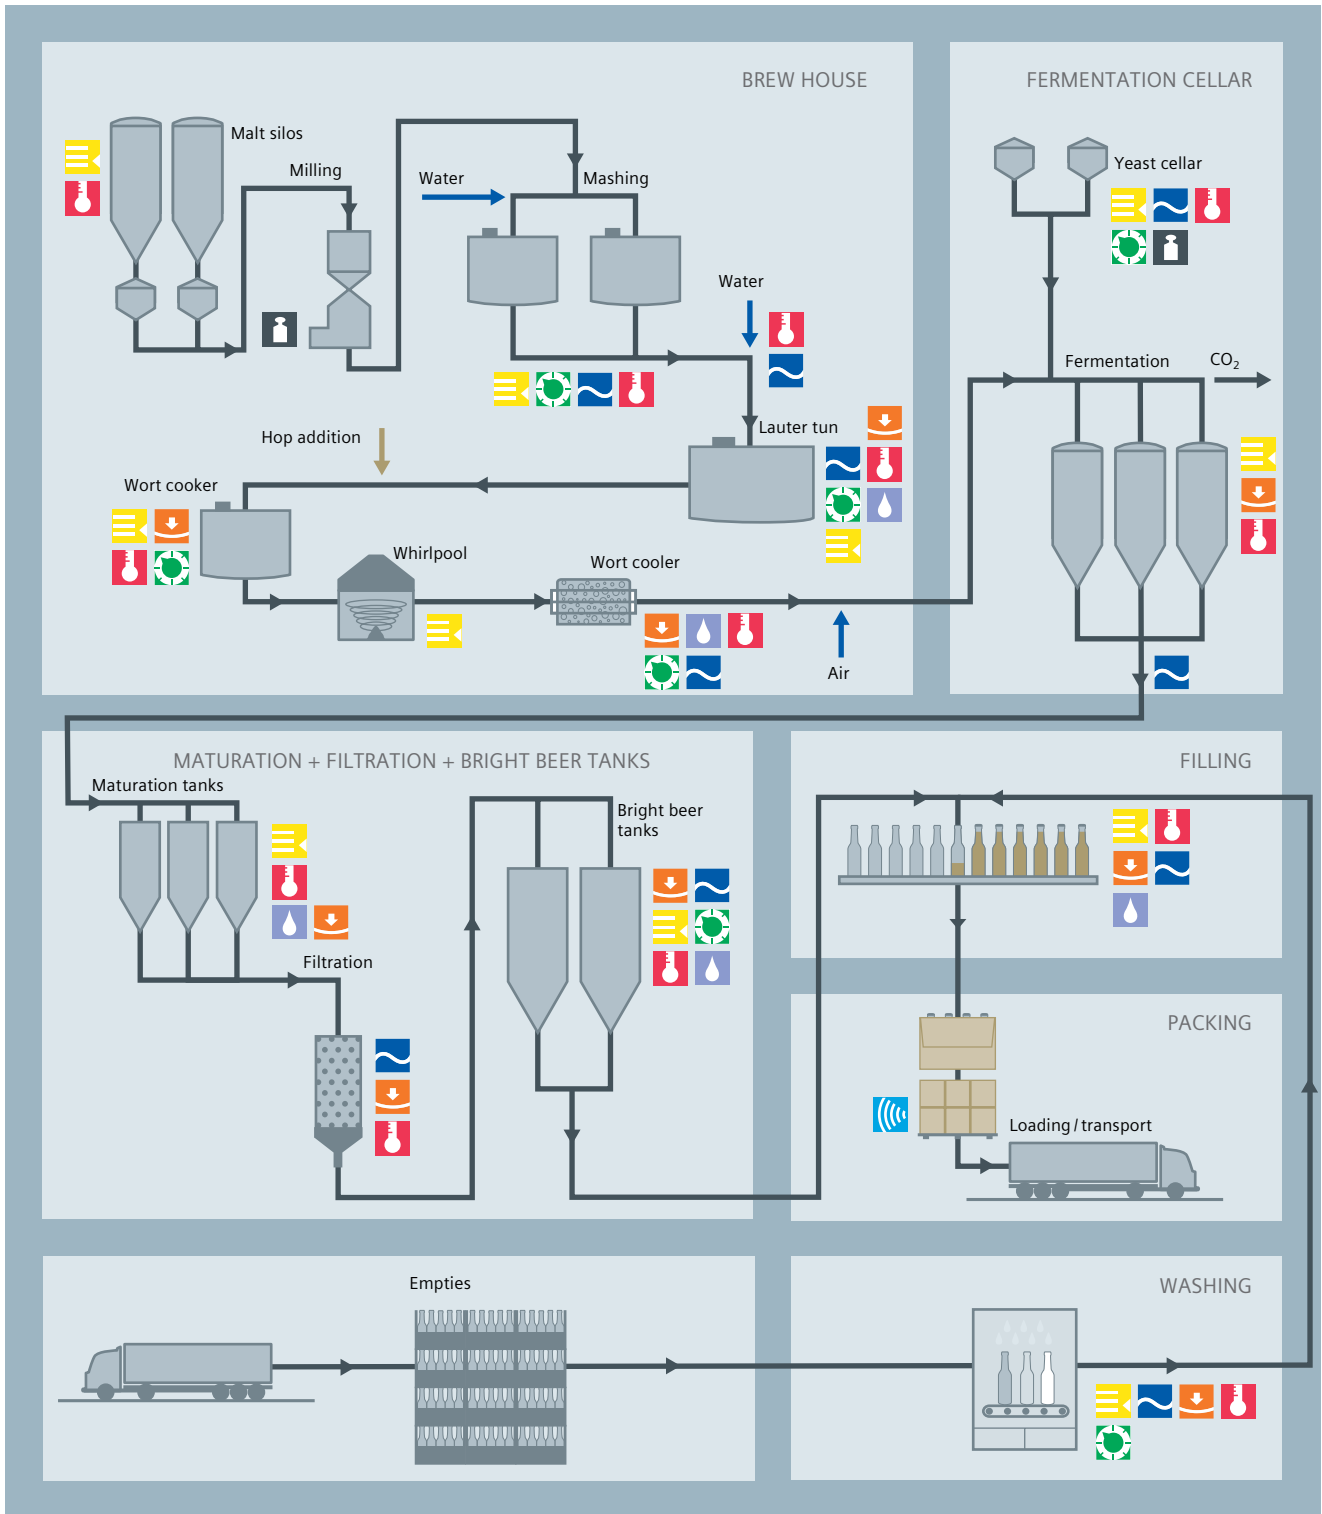 BREW HOUSE
FERMENTATION CELLAR
Malt silos
Milling
Water
Mashing
Yeast cellar
Water
Fermentation
CO₂
Lauter tun
Hop addition
Wort cooker
Whirlpool
Wort cooler
Air
MATURATION + FILTRATION + BRIGHT BEER TANKS
FILLING
Maturation tanks
Bright beer
tanks
Filtration
PACKING
Loading / transport
Empties
WASHING